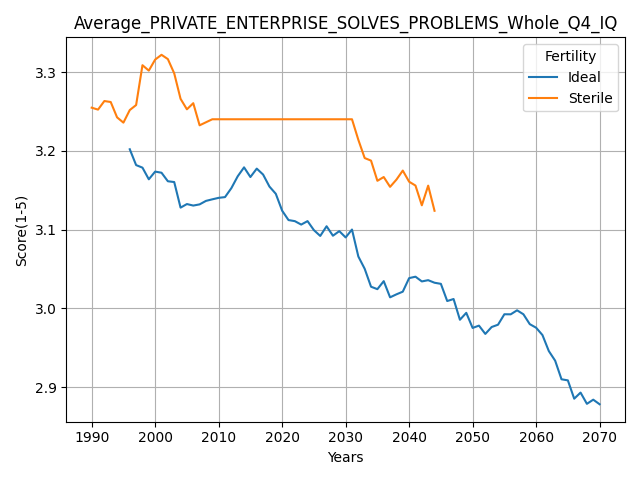 Average_PRIVATE_ENTERPRISE_SOLVES_PROBLEMS_Whole_Q4_IQ
Fertility
Ideal
Sterile
3.3
3.2
3.1
3.0
2.9
Score(1-5)
1990 2000 2010 2020 2030 2040 2050 2060 2070
Years